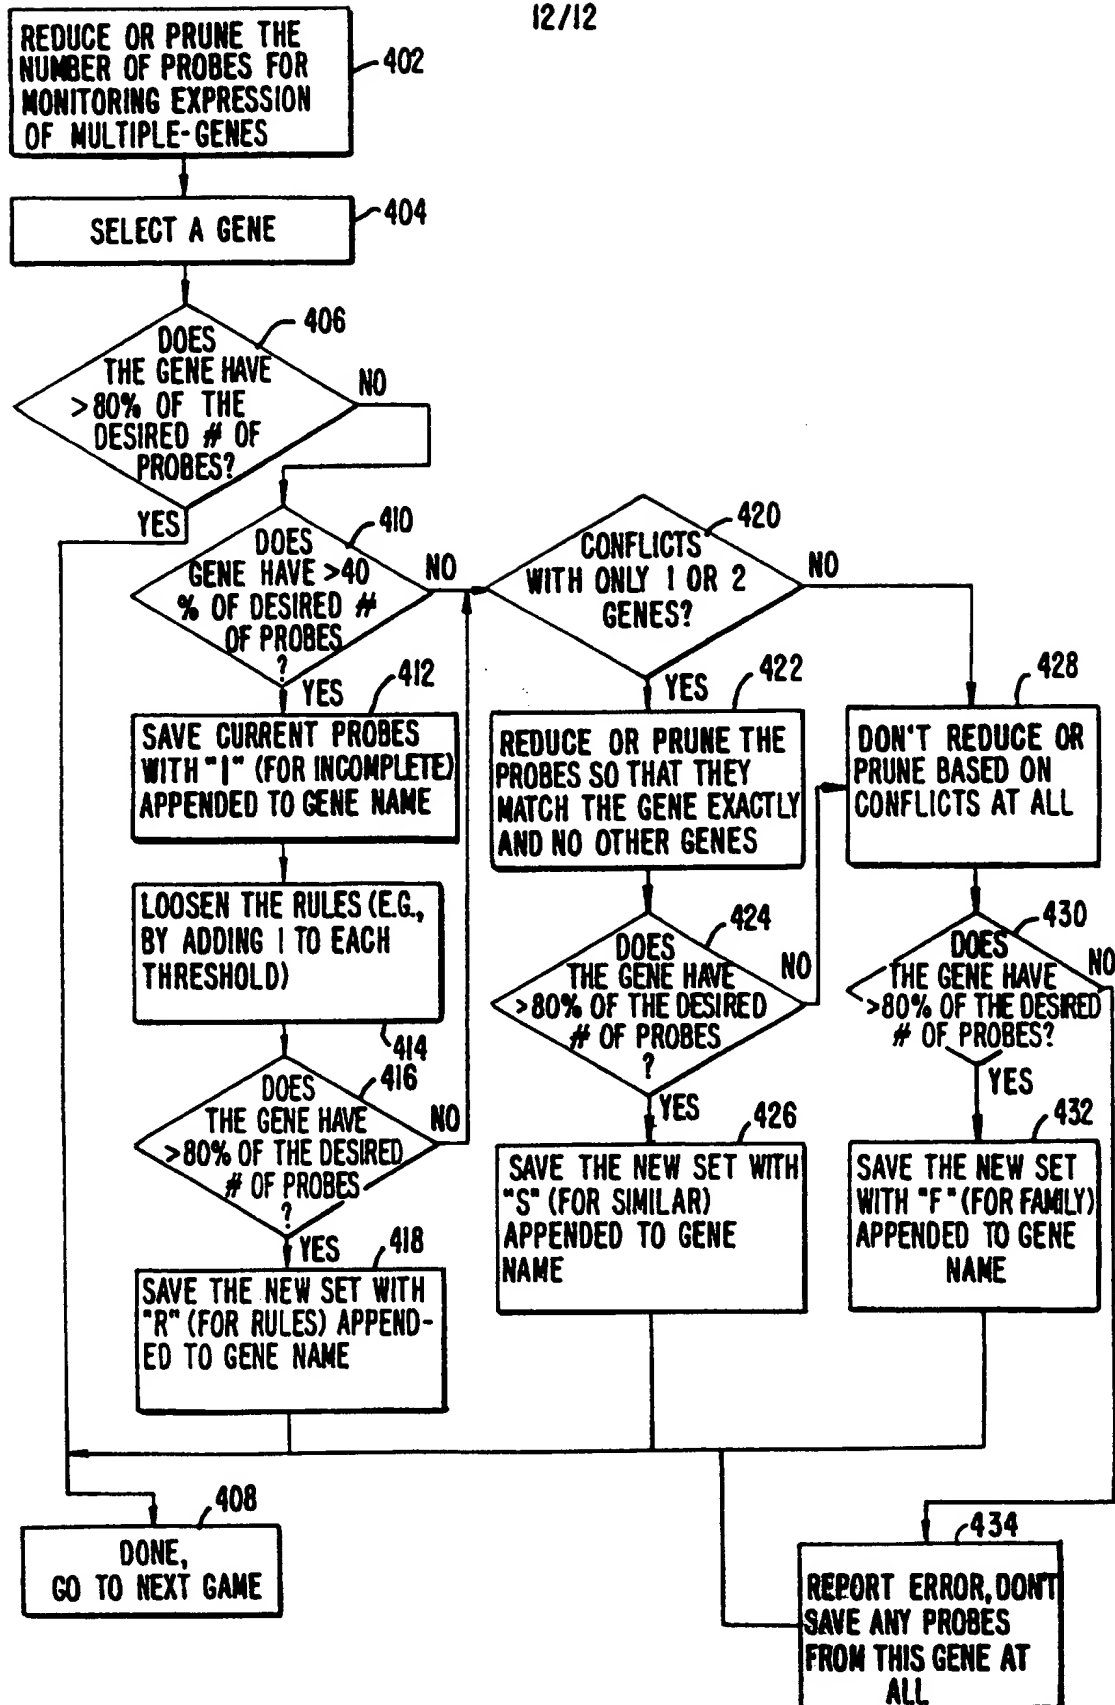 12/12
REDUCE OR PRUNE THE
NUMBER OF PROBES FOR
MONITORING EXPRESSION
OF MULTIPLE-GENES
402
SELECT A GENE
404
DOES
THE GENE HAVE
>80% OF THE
DESIRED # OF
PROBES?
406
NO
YES
DOES
GENE HAVE >40
% OF DESIRED #
OF PROBES
?
410
NO
YES
SAVE CURRENT PROBES
WITH "I" (FOR INCOMPLETE)
APPENDED TO GENE NAME
412
LOOSEN THE RULES (E.G.,
BY ADDING 1 TO EACH
THRESHOLD)
414
DOES
THE GENE HAVE
>80% OF THE DESIRED
# OF PROBES
?
416
NO
YES
SAVE THE NEW SET WITH
"R" (FOR RULES) APPEND-
ED TO GENE NAME
418
CONFLICTS
WITH ONLY 1 OR 2
GENES?
420
NO
YES
REDUCE OR PRUNE THE
PROBES SO THAT THEY
MATCH THE GENE EXACTLY
AND NO OTHER GENES
422
DOES
THE GENE HAVE
>80% OF THE DESIRED
# OF PROBES
?
424
NO
YES
SAVE THE NEW SET WITH
"S" (FOR SIMILAR)
APPENDED TO GENE
NAME
426
DON'T REDUCE OR
PRUNE BASED ON
CONFLICTS AT ALL
428
DOES
THE GENE HAVE
>80% OF THE DESIRED
# OF PROBES?
430
NO
YES
SAVE THE NEW SET
WITH "F" (FOR FAMILY)
APPENDED TO GENE
NAME
432
DONE,
GO TO NEXT GAME
408
REPORT ERROR, DON'T
SAVE ANY PROBES
FROM THIS GENE AT
ALL
434